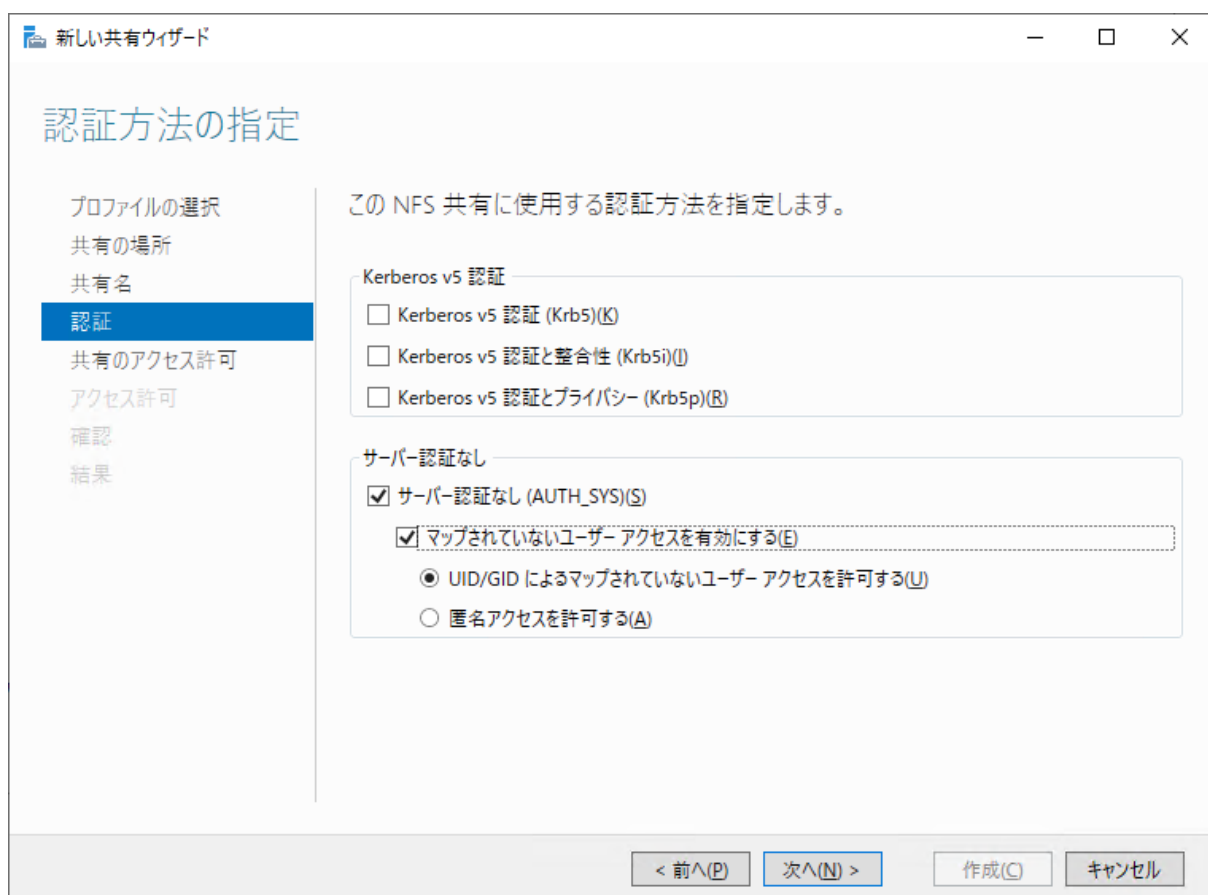 新しい共有ウィザード
認証方法の指定
プロファイルの選択
共有の場所
共有名
認証
共有のアクセス許可
アクセス許可
確認
結果
この NFS 共有に使用する認証方法を指定します。
Kerberos v5 認証
Kerberos v5 認証 (Krb5)(K)
Kerberos v5 認証と整合性 (Krb5i)(I)
Kerberos v5 認証とプライバシー (Krb5p)(R)
サーバー認証なし
サーバー認証なし (AUTH_SYS)(S)
マップされていないユーザー アクセスを有効にする(E)
UID/GID によるマップされていないユーザー アクセスを許可する(U)
匿名アクセスを許可する(A)
< 前へ(P) 次へ(N) > 作成(C) キャンセル